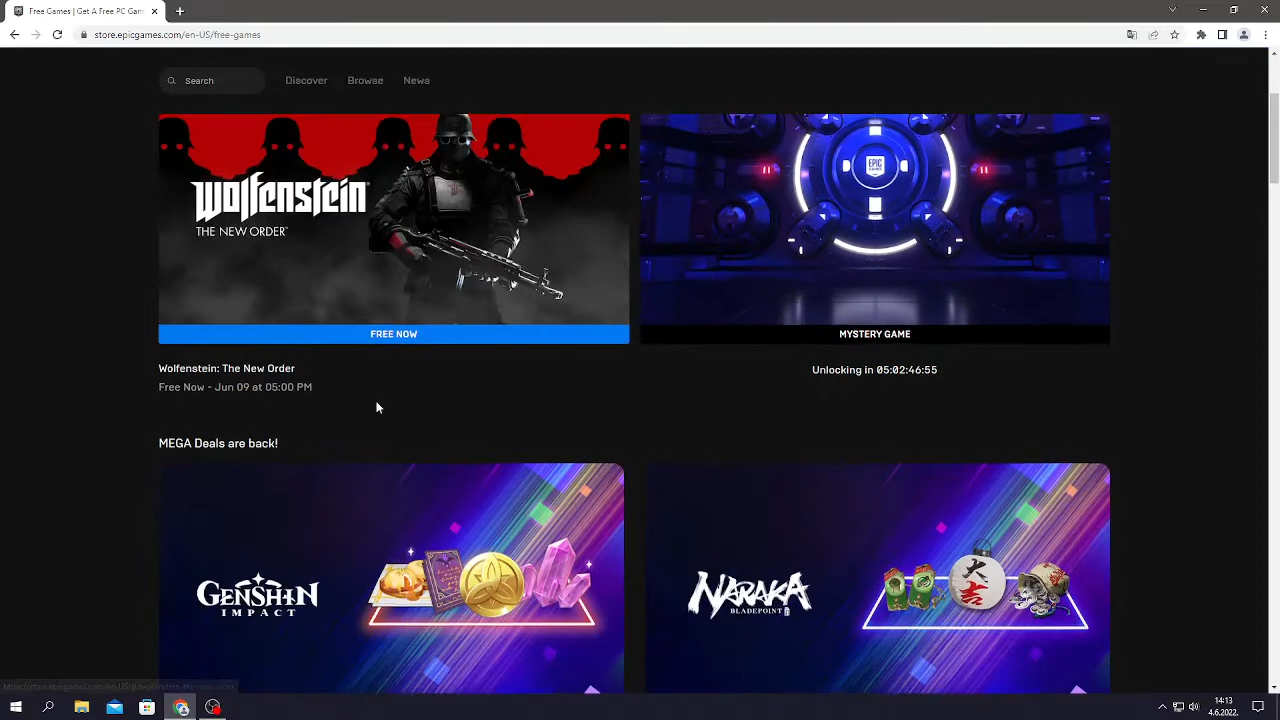 Free Games | Get A Free PC Gam
store.epicgames.com/en-US/free-games
Search
Discover
Browse
News
Wolfenstein
THE NEW ORDER
EPIC
GAMES
FREE NOW
MYSTERY GAME
Wolfenstein: The New Order
Free Now - Jun 09 at 05:00 PM
Unlocking in 05:02:46:55
MEGA Deals are back!
GENSHIN
IMPACT
NARAKA
BLADEPOINT
14:13
4.6.2022.